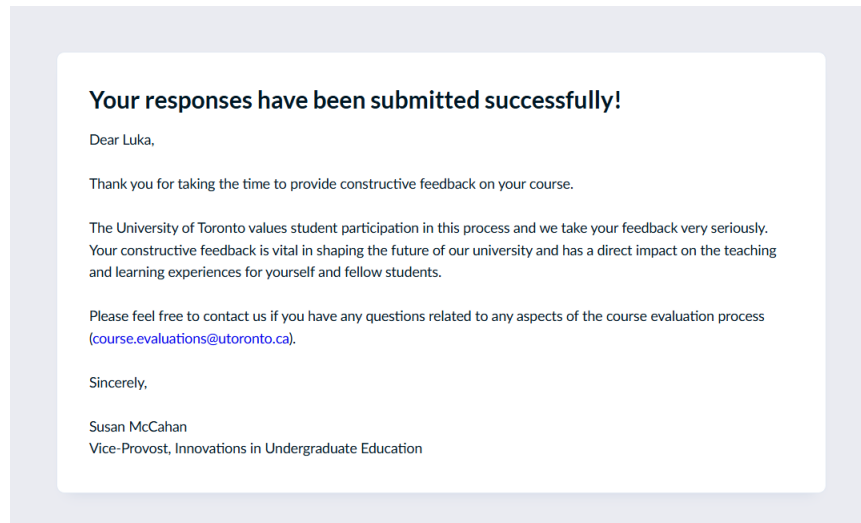 Your responses have been submitted successfully!
Dear Luka,
Thank you for taking the time to provide constructive feedback on your course.
The University of Toronto values student participation in this process and we take your feedback very seriously.
Your constructive feedback is vital in shaping the future of our university and has a direct impact on the teaching
and learning experiences for yourself and fellow students.
Please feel free to contact us if you have any questions related to any aspects of the course evaluation process
(course.evaluations@utoronto.ca).
Sincerely,
Susan McCahan
Vice-Provost, Innovations in Undergraduate Education